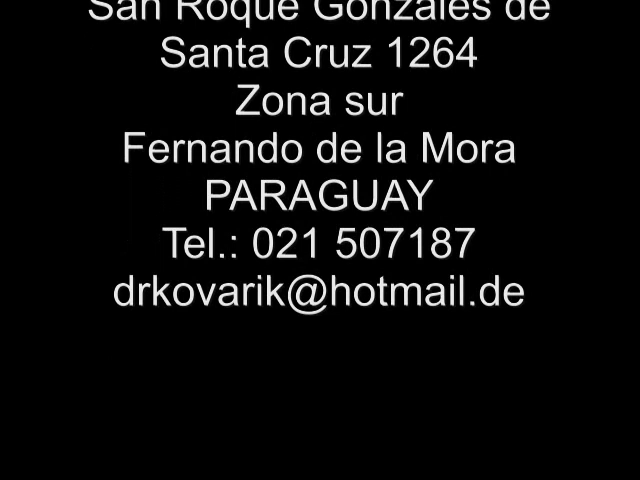 San Roque Gonzales de
Santa Cruz 1264
Zona sur
Fernando de la Mora
PARAGUAY
Tel.: 021 507187
drkovarik@hotmail.de